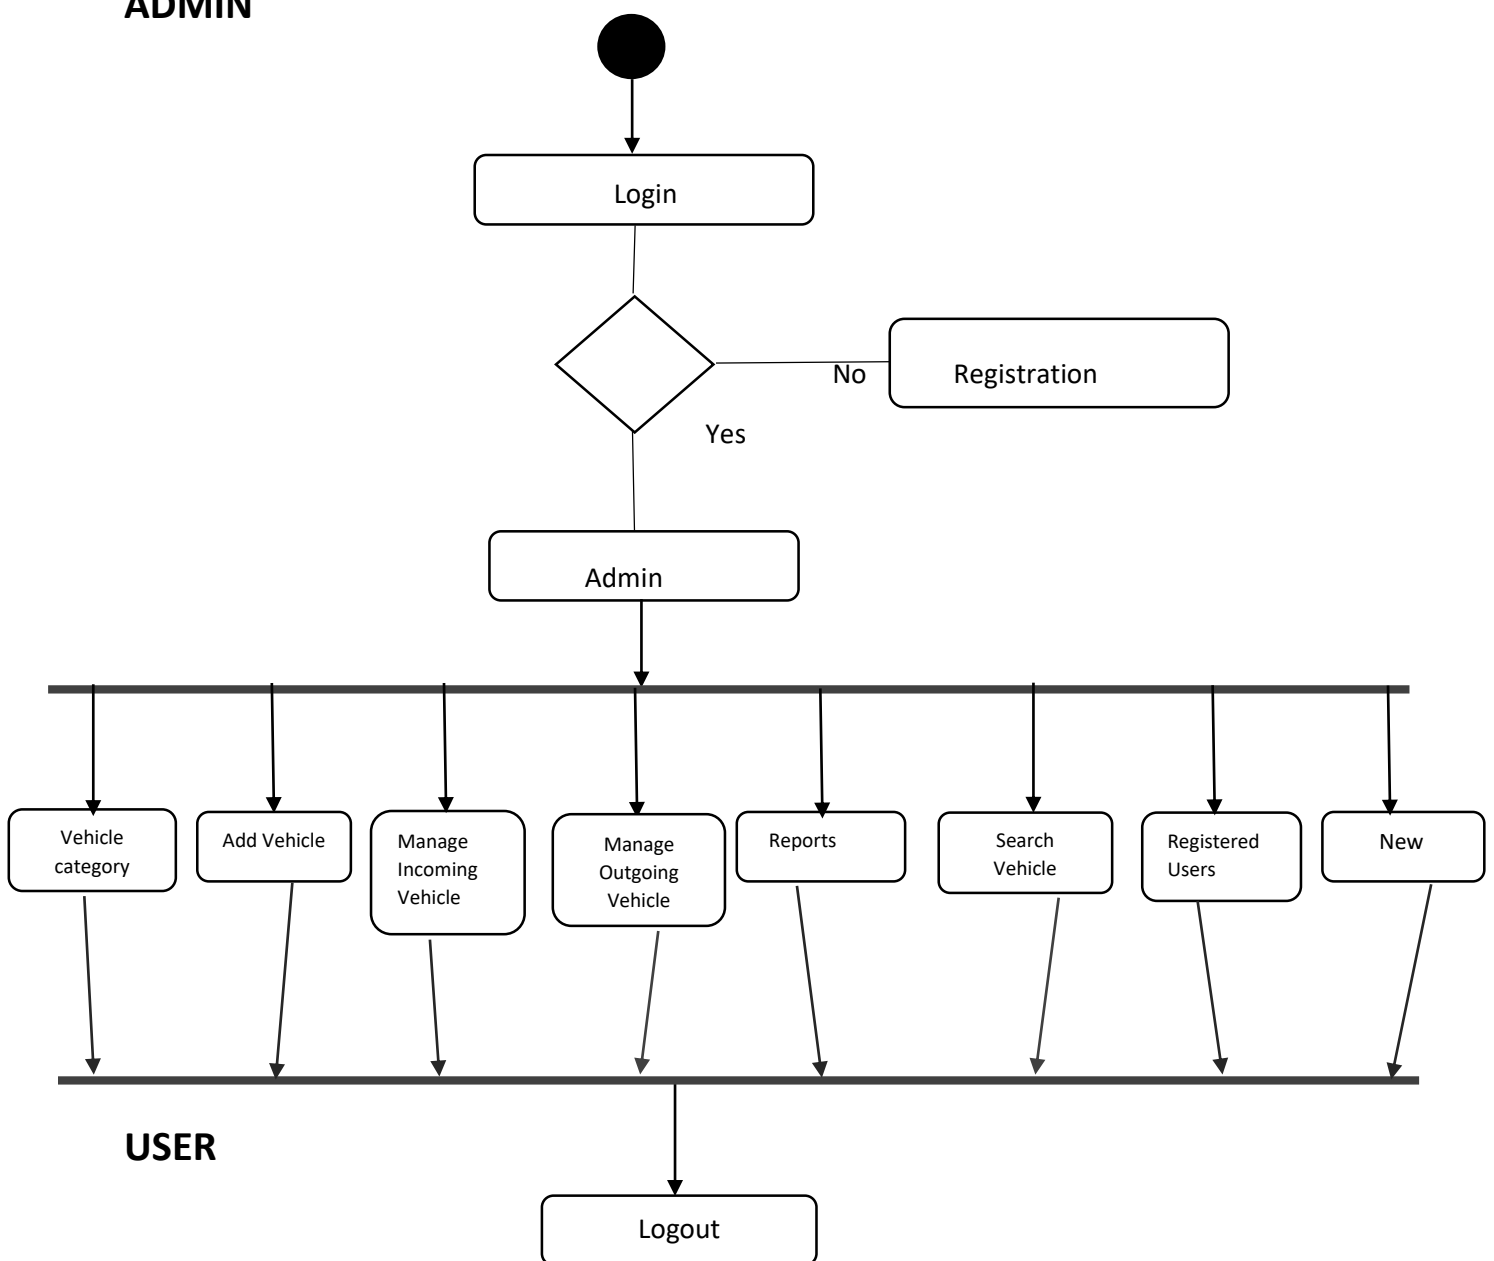 ADMIN
Login
No
Registration
Yes
Admin
Vehicle
category
Add Vehicle
Manage
Incoming
Vehicle
Manage
Outgoing
Vehicle
Reports
Search
Vehicle
Registered
Users
New
USER
Logout